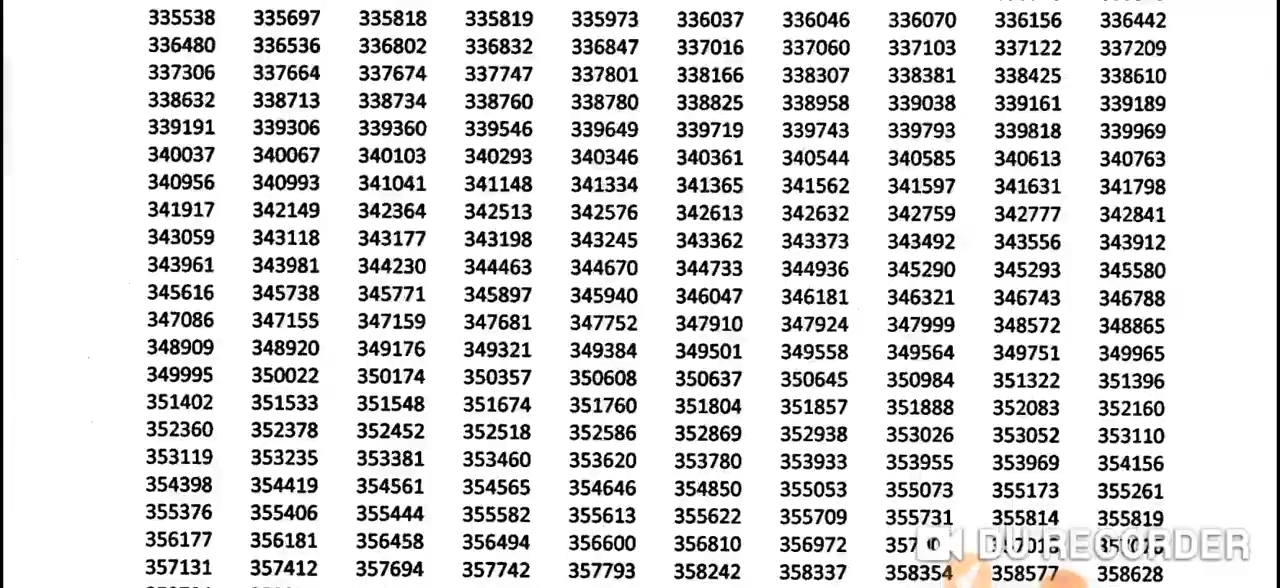 335538 335697 335818 335819 335973 336037 336046 336070 336156 336442
336480 336536 336802 336832 336847 337016 337060 337103 337122 337209
337306 337664 337674 337747 337801 338166 338307 338381 338425 338610
338632 338713 338734 338760 338780 338825 338958 339038 339161 339189
339191 339306 339360 339546 339649 339719 339743 339793 339818 339969
340037 340067 340103 340293 340346 340361 340544 340585 340613 340763
340956 340993 341041 341148 341334 341365 341562 341597 341631 341798
341917 342149 342364 342513 342576 342613 342632 342759 342777 342841
343059 343118 343177 343198 343245 343362 343373 343492 343556 343912
343961 343981 344230 344463 344670 344733 344936 345290 345293 345580
345616 345738 345771 345897 345940 346047 346181 346321 346743 346788
347086 347155 347159 347681 347752 347910 347924 347999 348572 348865
348909 348920 349176 349321 349384 349501 349558 349564 349751 349965
349995 350022 350174 350357 350608 350637 350645 350984 351322 351396
351402 351533 351548 351674 351760 351804 351857 351888 352083 352160
352360 352378 352452 352518 352586 352869 352938 353026 353052 353110
353119 353235 353381 353460 353620 353780 353933 353955 353969 354156
354398 354419 354561 354565 354646 354850 355053 355073 355173 355261
355376 355406 355444 355582 355613 355622 355709 355731 355814 355819
356177 356181 356458 356494 356600 356810 356972
DU RECORDER
357131 357412 357694 357742 357793 358242 358337 358354 358577 358628